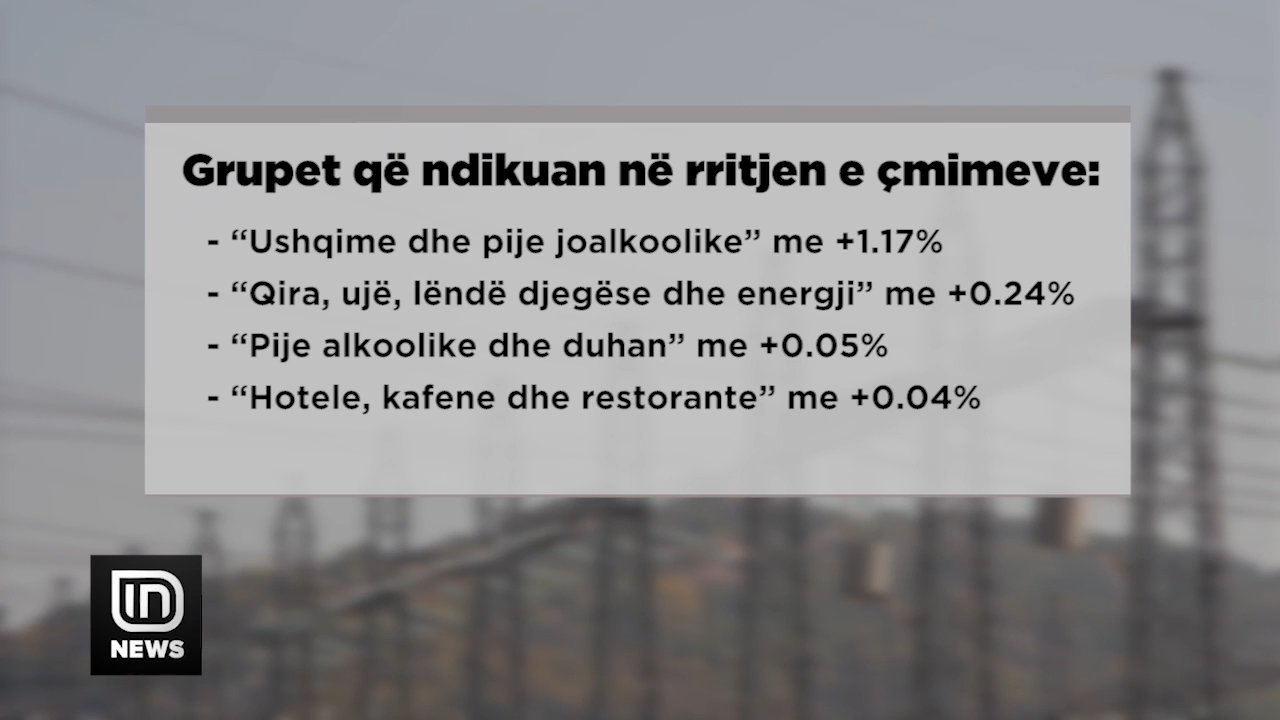 Grupet që ndikuan në rritjen e çmimeve:
- “Ushqime dhe pije joalkoolike” me +1.17%
- “Qira, ujë, lëndë djegëse dhe energji” me +0.24%
- “Pije alkoolike dhe duhan” me +0.05%
- “Hotele, kafene dhe restorante” me +0.04%
IN
NEWS